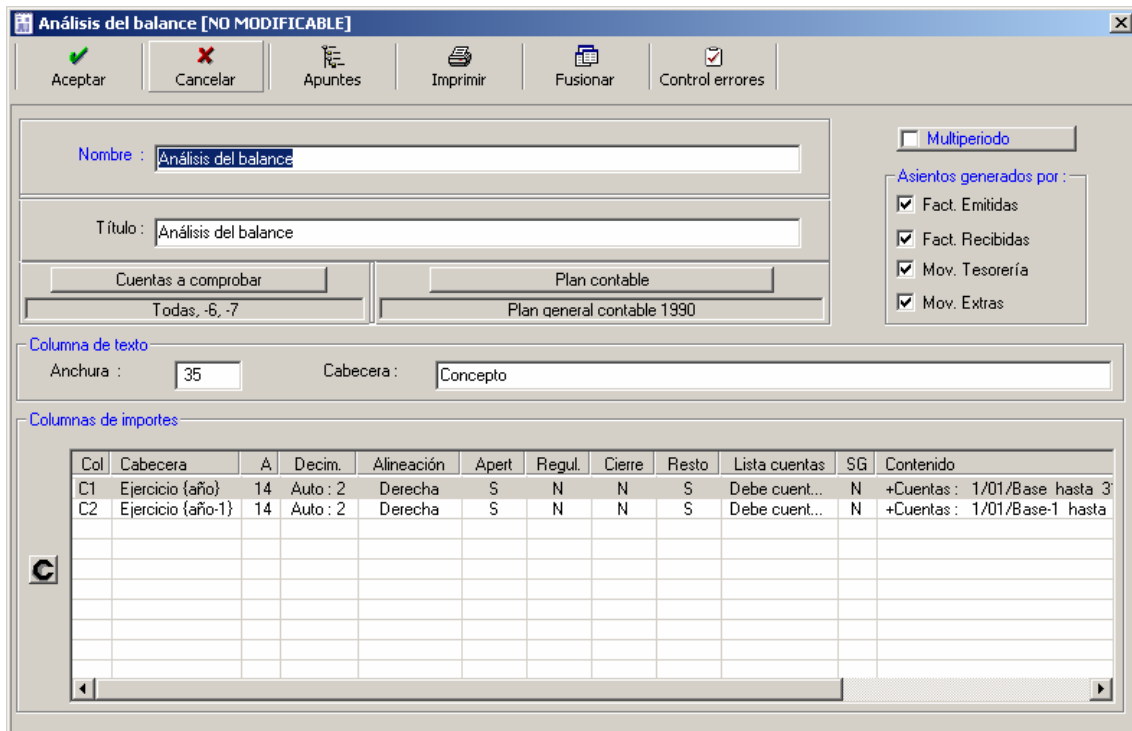 Análisis del balance [NO MODIFICABLE]
Aceptar Cancelar Apuntes Imprimir Fusionar Control errores
Nombre : Análisis del balance
Multiperiodo
Asientos generados por :
Fact. Emitidas
Título : Análisis del balance
Fact. Recibidas
Cuentas a comprobar Plan contable
Mov. Tesorería
Todas, -6, -7 Plan general contable 1990
Mov. Extras
Columna de texto
Anchura : 35 Cabecera : Concepto
Columnas de importes
Col Cabecera A Decim. Alineación Apert Regul. Cierre Resto Lista cuentas SG Contenido
C1 Ejercicio {año} 14 Auto : 2 Derecha S N N S Debe cuent... N +Cuentas : 1/01/Base hasta 3
C2 Ejercicio {año-1} 14 Auto : 2 Derecha S N N S Debe cuent... N +Cuentas : 1/01/Base-1 hasta
C